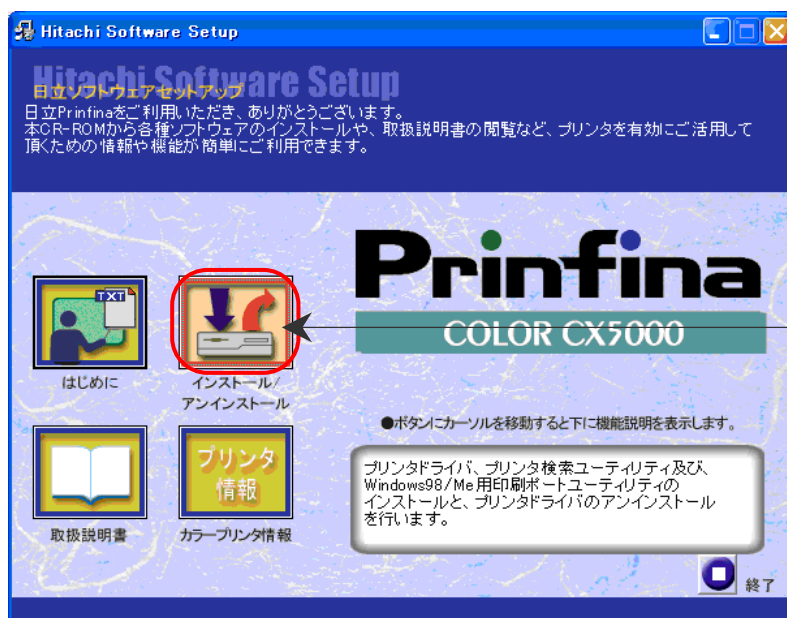 Hitachi Software Setup
Hitachi Software Setup
日立ソフトウェアセットアップ
日立Prinfinaをご利用いただき、ありがとうございます。
本CR-ROMから各種ソフトウェアのインストールや、取扱説明書の閲覧など、プリンタを有効にご活用して
頂くための情報や機能が簡単にご利用できます。
Prinfina
COLOR CX5000
TXT
はじめに
インストール/
アンインストール
●ボタンにカーソルを移動すると下に機能説明を表示します。
プリンタ
情報
取扱説明書
カラープリンタ情報
プリンタドライバ、プリンタ検索ユーティリティ及び、
Windows98/Me用印刷ポートユーティリティの
インストールと、プリンタドライバのアンインストール
を行います。
終了